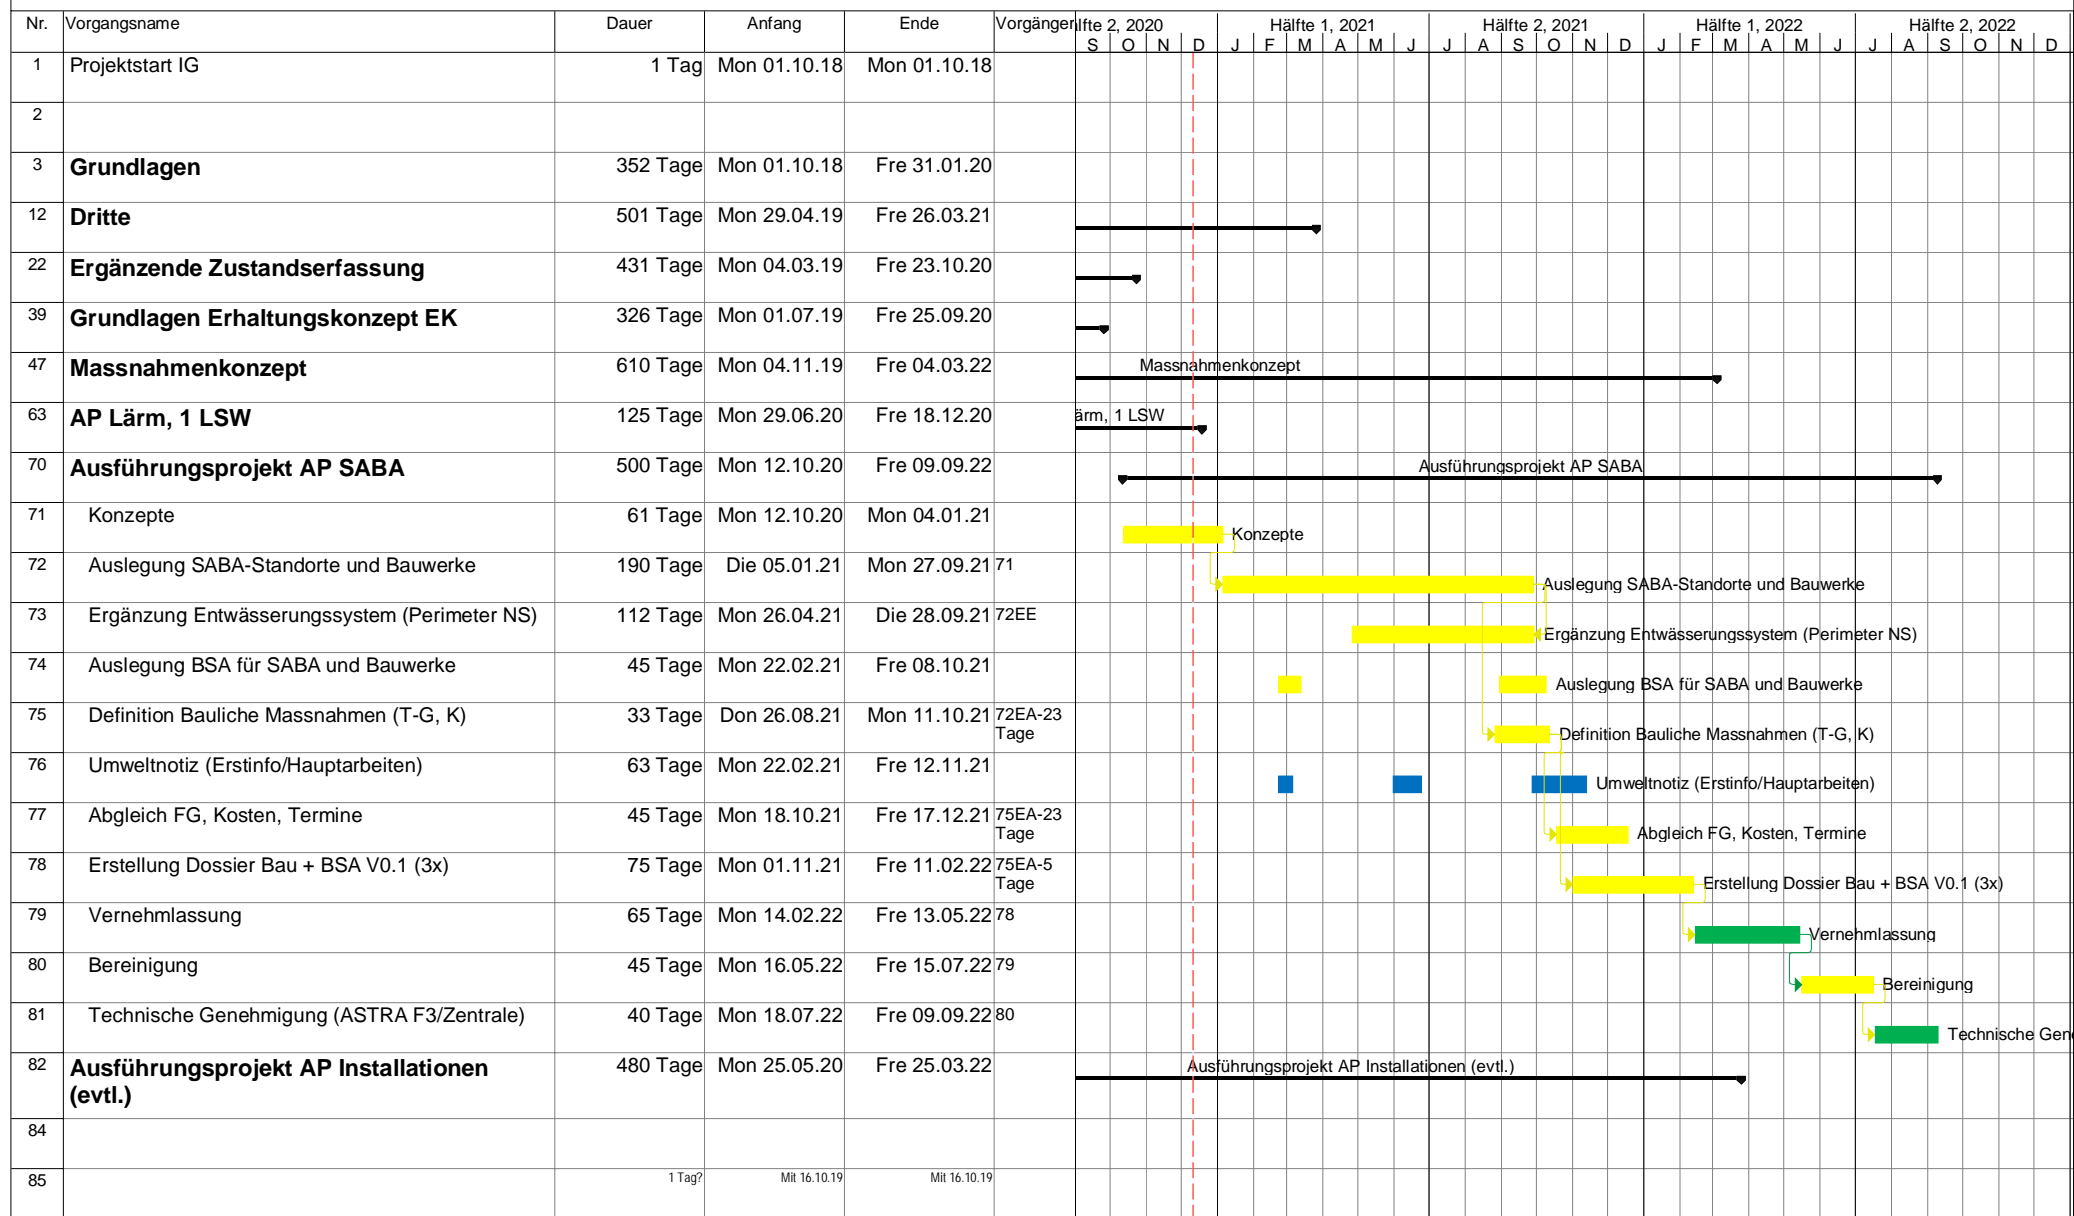 Nr. Vorgangsname Dauer Anfang Ende Vorgänger lfte 2, 2020 Hälfte 1, 2021 Hälfte 2, 2021 Hälfte 1, 2022 Hälfte 2, 2022
S O N D J F M A M J J A S O N D J F M A M J J A S O N D
1 Projektstart IG 1 Tag Mon 01.10.18 Mon 01.10.18
2
3 Grundlagen 352 Tage Mon 01.10.18 Fre 31.01.20
12 Dritte 501 Tage Mon 29.04.19 Fre 26.03.21
22 Ergänzende Zustandserfassung 431 Tage Mon 04.03.19 Fre 23.10.20
39 Grundlagen Erhaltungskonzept EK 326 Tage Mon 01.07.19 Fre 25.09.20
47 Massnahmenkonzept 610 Tage Mon 04.11.19 Fre 04.03.22 Massnahmenkonzept
63 AP Lärm, 1 LSW 125 Tage Mon 29.06.20 Fre 18.12.20 ärm, 1 LSW
70 Ausführungsprojekt AP SABA 500 Tage Mon 12.10.20 Fre 09.09.22 Ausführungsprojekt AP SABA
71 Konzepte 61 Tage Mon 12.10.20 Mon 04.01.21 Konzepte
72 Auslegung SABA-Standorte und Bauwerke 190 Tage Die 05.01.21 Mon 27.09.21 71 Auslegung SABA-Standorte und Bauwerke
73 Ergänzung Entwässerungssystem (Perimeter NS) 112 Tage Mon 26.04.21 Die 28.09.21 72EE Ergänzung Entwässerungssystem (Perimeter NS)
74 Auslegung BSA für SABA und Bauwerke 45 Tage Mon 22.02.21 Fre 08.10.21 Auslegung BSA für SABA und Bauwerke
75 Definition Bauliche Massnahmen (T-G, K) 33 Tage Don 26.08.21 Mon 11.10.21 72EA-23
Tage Definition Bauliche Massnahmen (T-G, K)
76 Umweltnotiz (Erstinfo/Hauptarbeiten) 63 Tage Mon 22.02.21 Fre 12.11.21 Umweltnotiz (Erstinfo/Hauptarbeiten)
77 Abgleich FG, Kosten, Termine 45 Tage Mon 18.10.21 Fre 17.12.21 75EA-23
Tage Abgleich FG, Kosten, Termine
78 Erstellung Dossier Bau + BSA V0.1 (3x) 75 Tage Mon 01.11.21 Fre 11.02.22 75EA-5
Tage Erstellung Dossier Bau + BSA V0.1 (3x)
79 Vernehmlassung 65 Tage Mon 14.02.22 Fre 13.05.22 78 Vernehmlassung
80 Bereinigung 45 Tage Mon 16.05.22 Fre 15.07.22 79 Bereinigung
81 Technische Genehmigung (ASTRA F3/Zentrale) 40 Tage Mon 18.07.22 Fre 09.09.22 80 Technische Gen
82 Ausführungsprojekt AP Installationen 480 Tage Mon 25.05.20 Fre 25.03.22 Ausführungsprojekt AP Installationen (evtl.)
(evtl.)
84
85 1 Tag? Mit 16.10.19 Mit 16.10.19